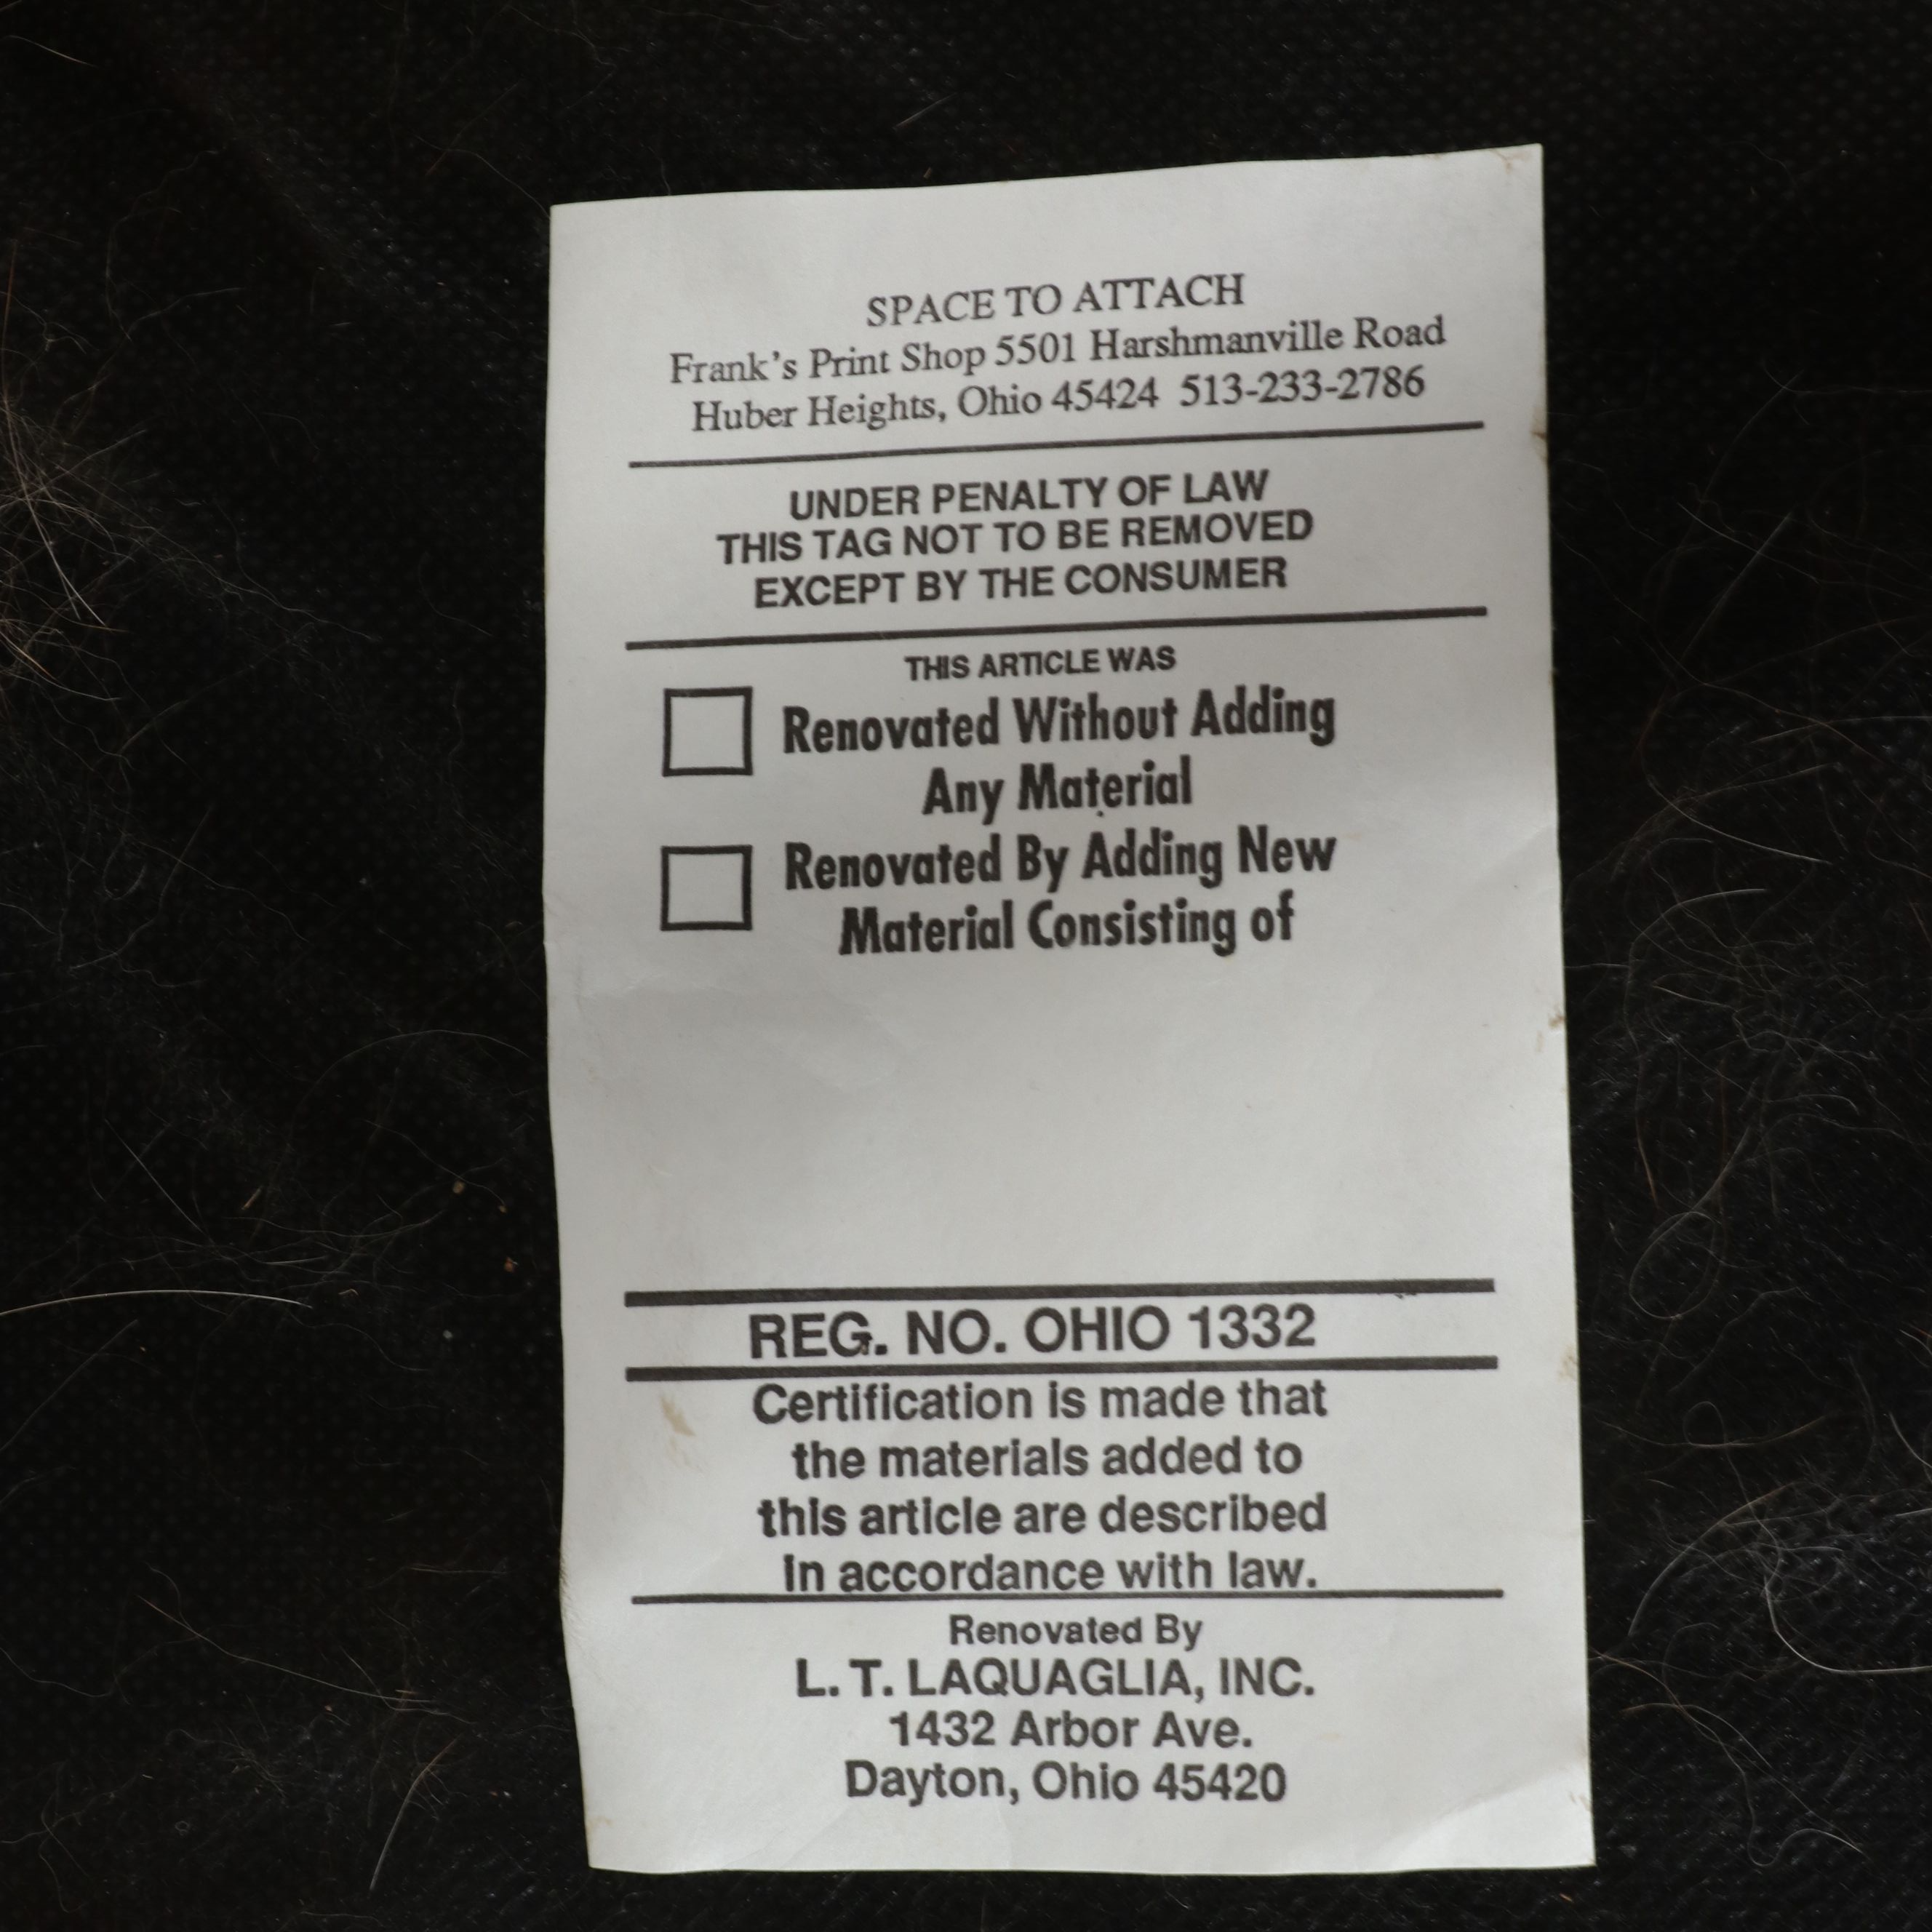 SPACE TO ATTACH
Frank's Print Shop 5501 Harshmanville Road
Huber Heights, Ohio 45424 513-233-2786
UNDER PENALTY OF LAW
THIS TAG NOT TO BE REMOVED
EXCEPT BY THE CONSUMER
THIS ARTICLE WAS
Renovated Without Adding
Any Material
Renovated By Adding New
Material Consisting of
REG. NO. OHIO 1332
Certification is made that
the materials added to
this article are described
in accordance with law.
Renovated By
L. T. LAQUAGLIA, INC.
1432 Arbor Ave.
Dayton, Ohio 45420